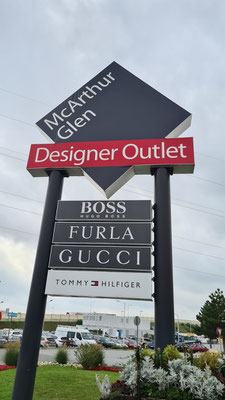 McArthur
Glen
Designer Outlet
BOSS
HUGO BOSS
FURLA
GUCCI
TOMMY HILFIGER